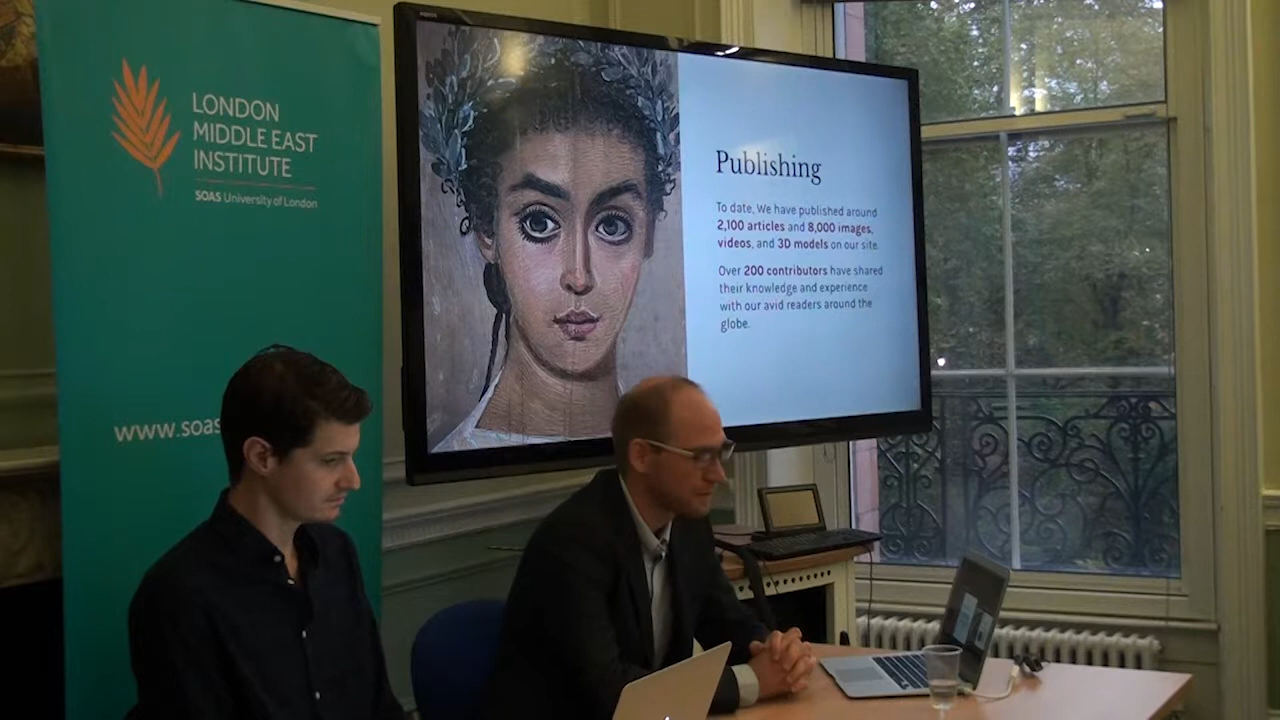 LONDON
MIDDLE EAST
INSTITUTE
SOAS University of London
www.soas
Publishing
To date, We have published around
2,100 articles and 8,000 images,
videos, and 3D models on our site.
Over 200 contributors have shared
their knowledge and experience
with our avid readers around the
globe.